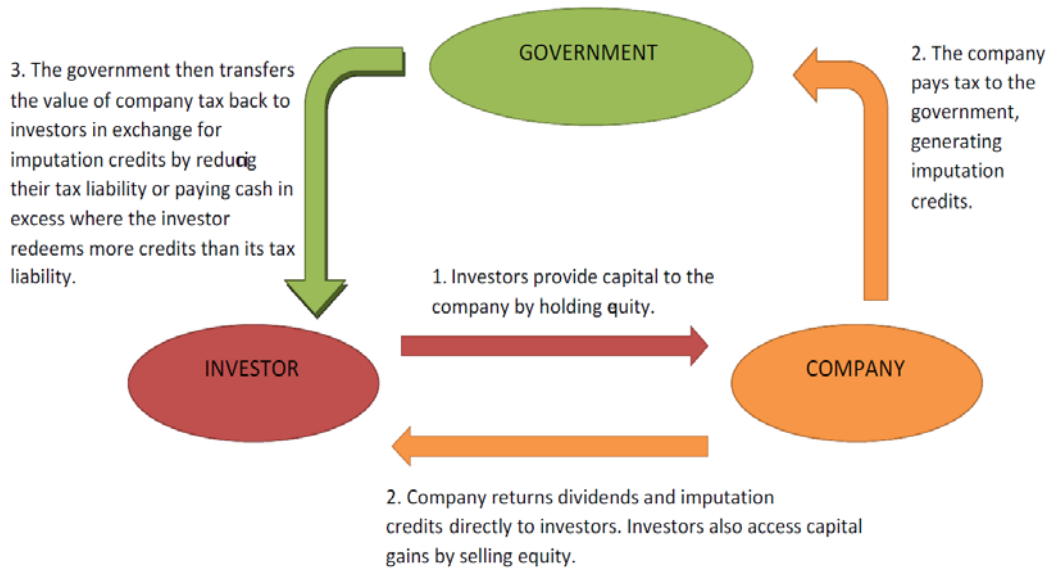 GOVERNMENT
3. The government then transfers
the value of company tax back to
investors in exchange for
imputation credits by reducig
their tax liability or paying cash in
excess where the investor
redeems more credits than its tax
liability.
2. The company
pays tax to the
government,
generating
imputation
credits.
1. Investors provide capital to the
company by holding quity.
INVESTOR
COMPANY
2. Company returns dividends and imputation
credits directly to investors. Investors also access capital
gains by selling equity.